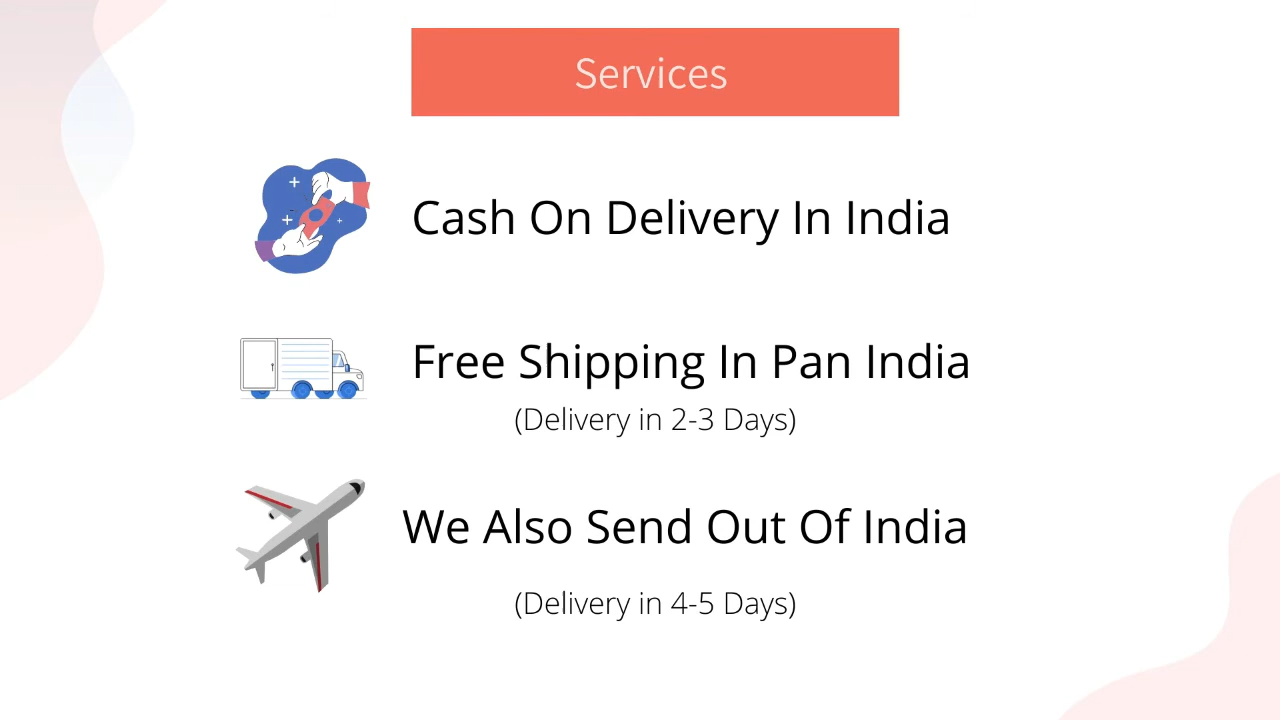 Services
Cash On Delivery In India
Free Shipping In Pan India
(Delivery in 2-3 Days)
We Also Send Out Of India
(Delivery in 4-5 Days)